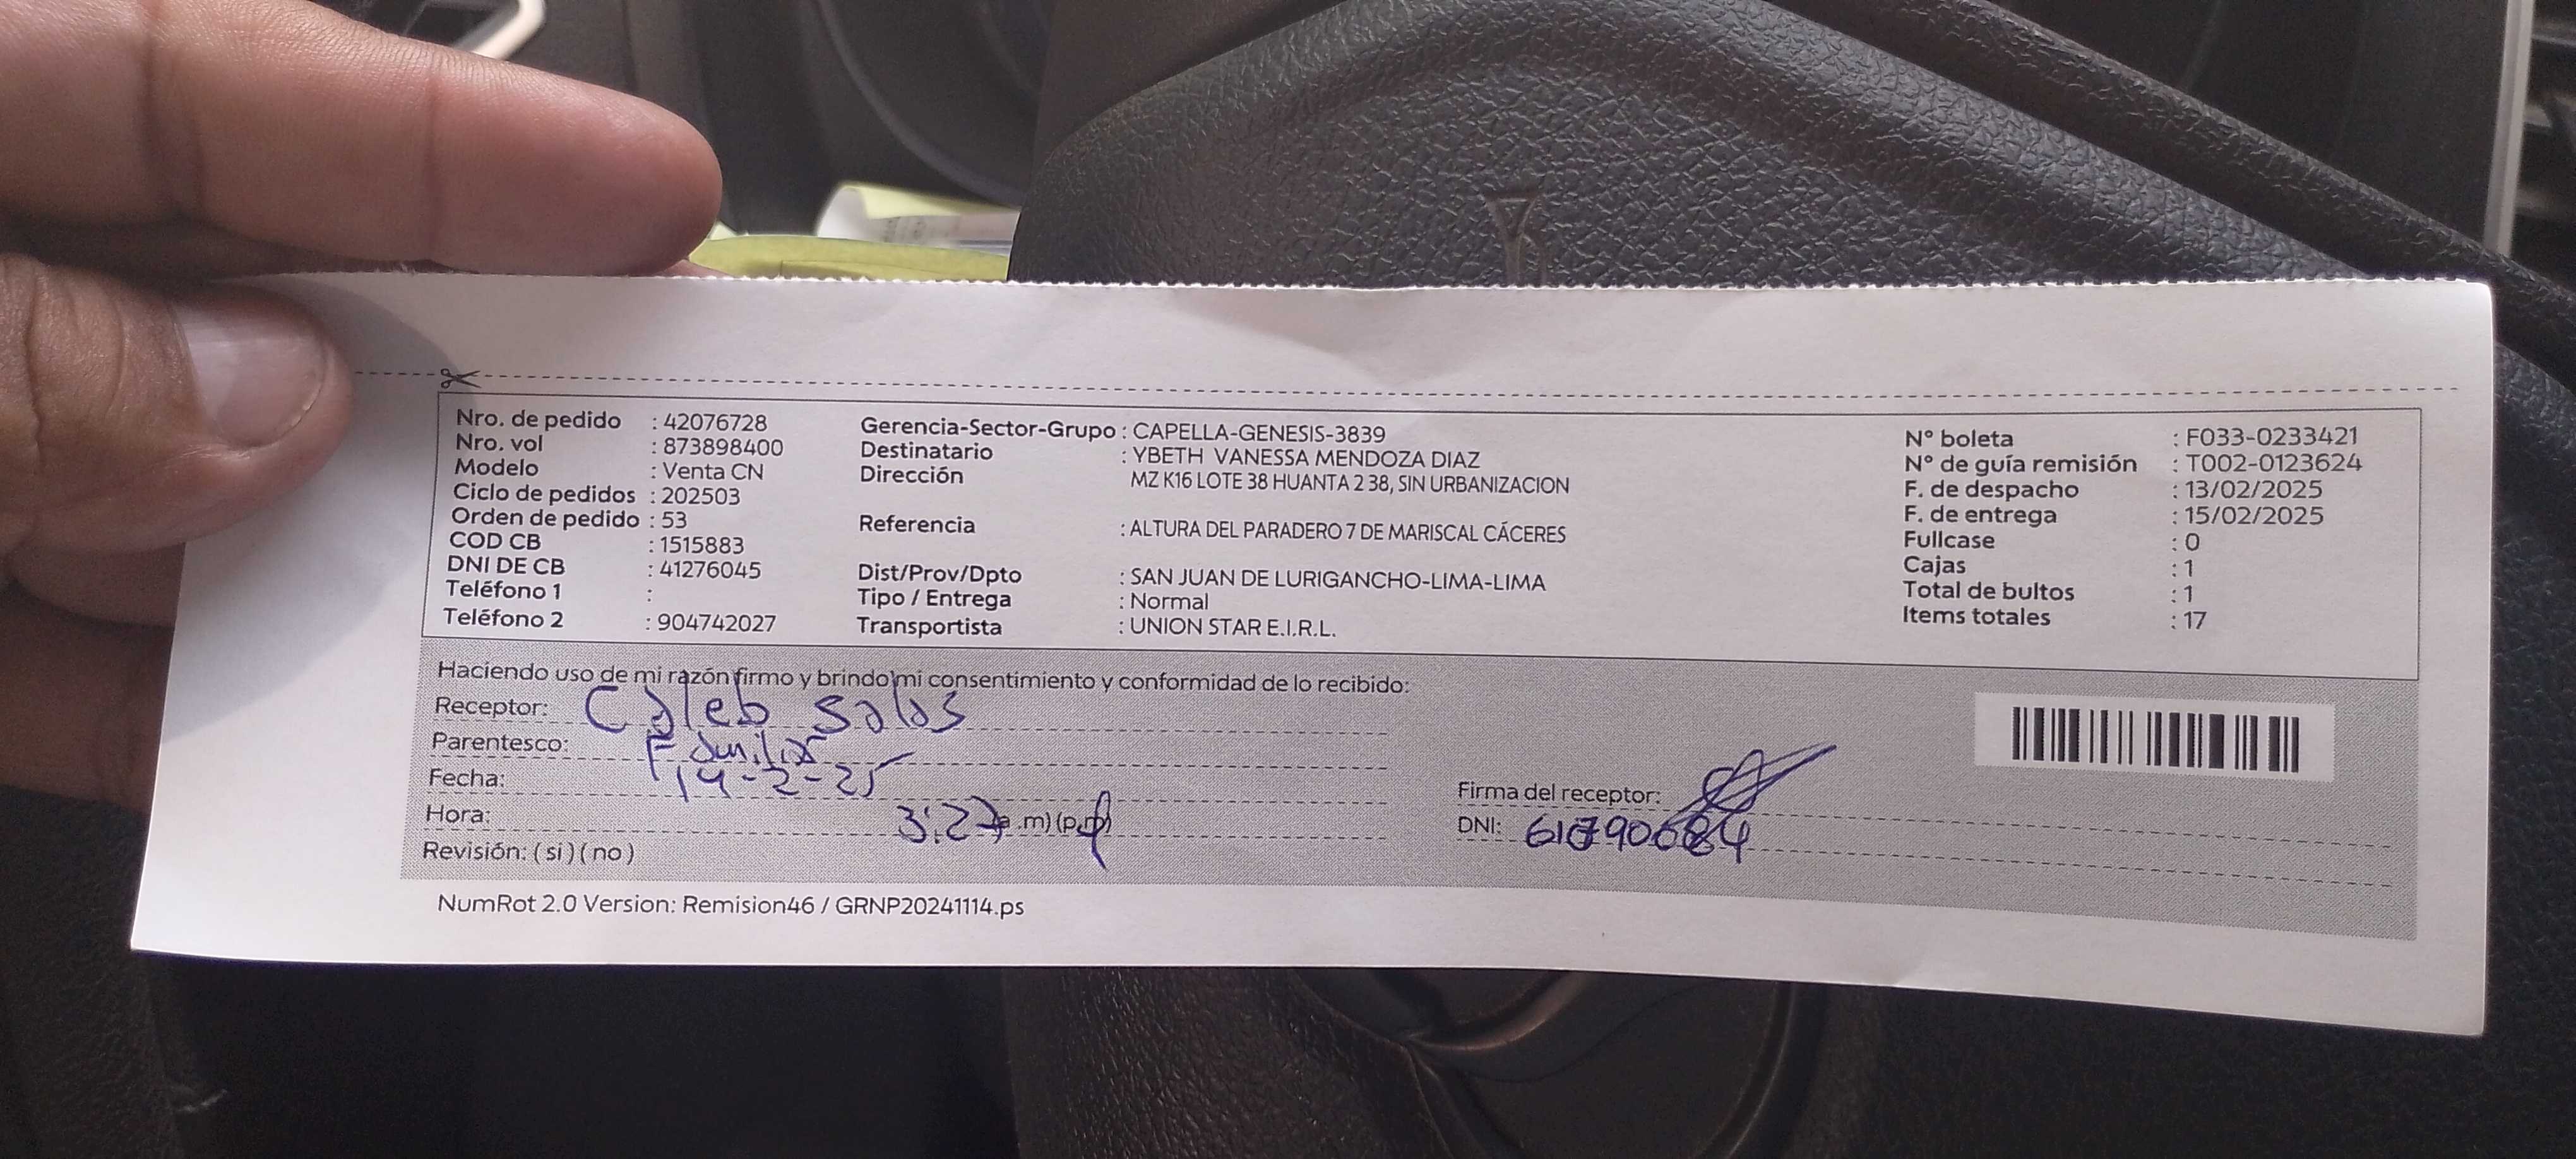 Nro. de pedido : 42076728
Nro. vol : 873898400
Modelo : Venta CN
Ciclo de pedidos : 202503
Orden de pedido : 53
COD CB : 1515883
DNI DE CB : 41276045
Teléfono 1 :
Teléfono 2 : 904742027
Gerencia-Sector-Grupo : CAPELLA-GENESIS-3839
Destinatario : YBETH VANESSA MENDOZA DIAZ
Dirección MZ K16 LOTE 38 HUANTA 2 38, SIN URBANIZACION
Referencia : ALTURA DEL PARADERO 7 DE MARISCAL CÁCERES
Dist/Prov/Dpto : SAN JUAN DE LURIGANCHO-LIMA-LIMA
Tipo / Entrega : Normal
Transportista : UNION STAR E.I.R.L.
N° boleta : F033-0233421
N° de guía remisión : T002-0123624
F. de despacho : 13/02/2025
F. de entrega : 15/02/2025
Fullcase : 0
Cajas : 1
Total de bultos : 1
Items totales : 17
Haciendo uso de mi razón firmo y brindo mi consentimiento y conformidad de lo recibido:
Receptor: Caleb salas
Parentesco: Familiar
Fecha: 14-2-25
Hora: 3:27 (a.m) (p.m)
Revisión: ( si ) ( no )
Firma del receptor:
DNI:
NumRot 2.0 Version: Remision46 / GRNP20241114.ps